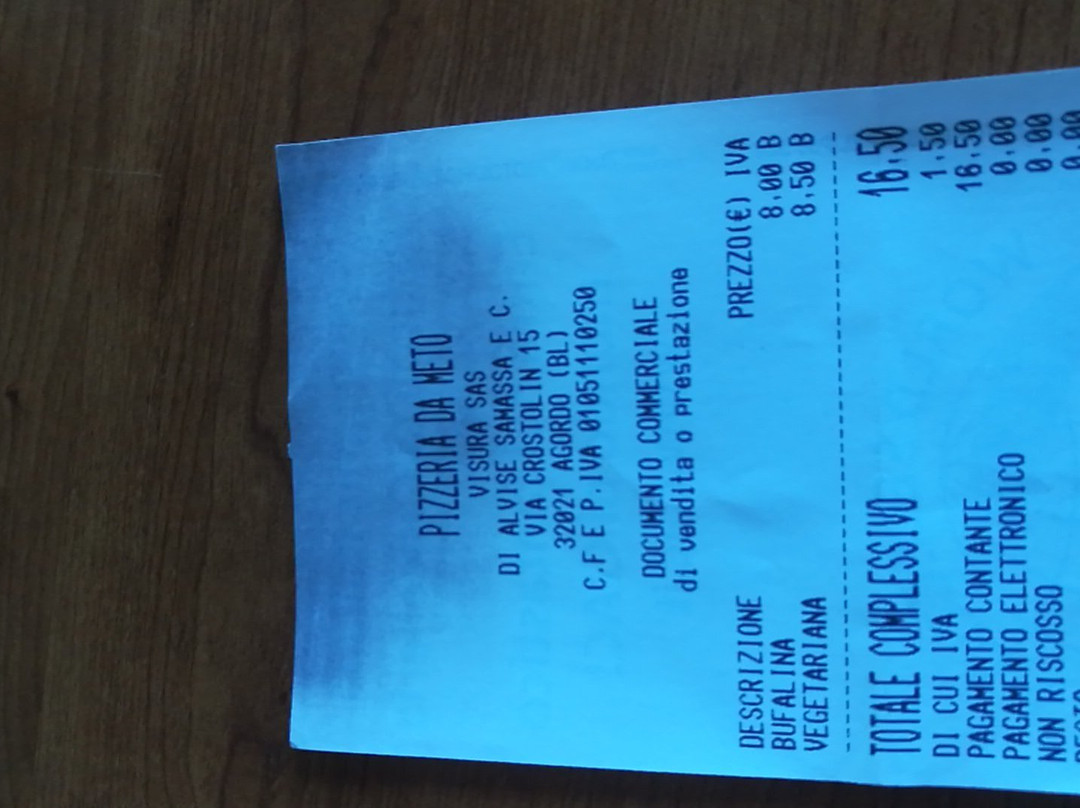 PIZZERIA DA METO
VISURA SAS
DI ALVISE SAMASSA E C.
VIA CROSTOLIN 15
32021 AGORDO (BL)
C.F E P.IVA 01051110250
DOCUMENTO COMMERCIALE
di vendita o prestazione
DESCRIZIONE PREZZO(€) IVA
BUFALINA 8,00 B
VEGETARIANA 8,50 B
TOTALE COMPLESSIVO 16,50
DI CUI IVA 1,50
PAGAMENTO CONTANTE 16,50
PAGAMENTO ELETTRONICO 0,00
NON RISCOSSO 0,00
0,00